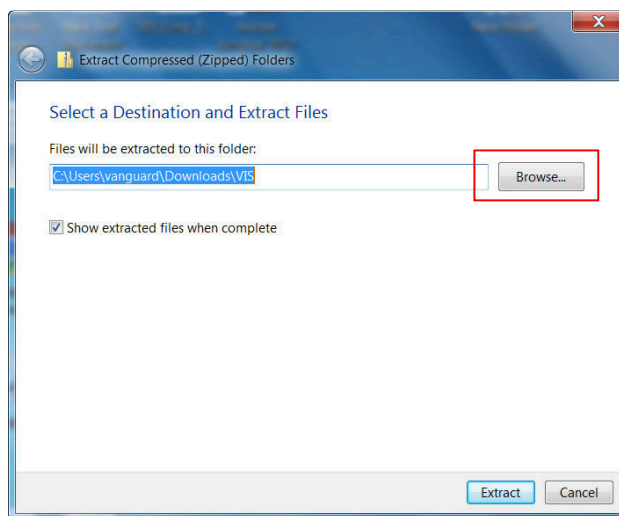 Extract Compressed (Zipped) Folders
Select a Destination and Extract Files
Files will be extracted to this folder:
C:\Users\vanguard\Downloads\VIS
Browse...
Show extracted files when complete
Extract
Cancel